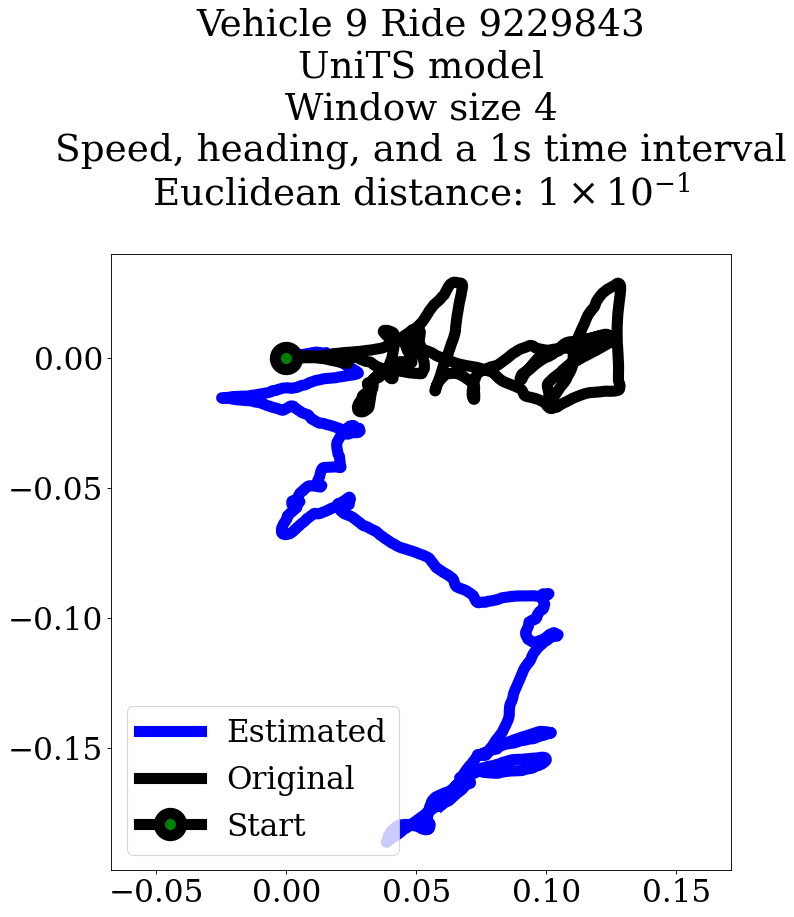 Vehicle 9 Ride 9229843
UniTS model
Window size 4
Speed, heading, and a 1s time interval
Euclidean distance: 1 × 10⁻¹
0.00
−0.05
−0.10
−0.15
Estimated
Original
Start
−0.05 0.00 0.05 0.10 0.15